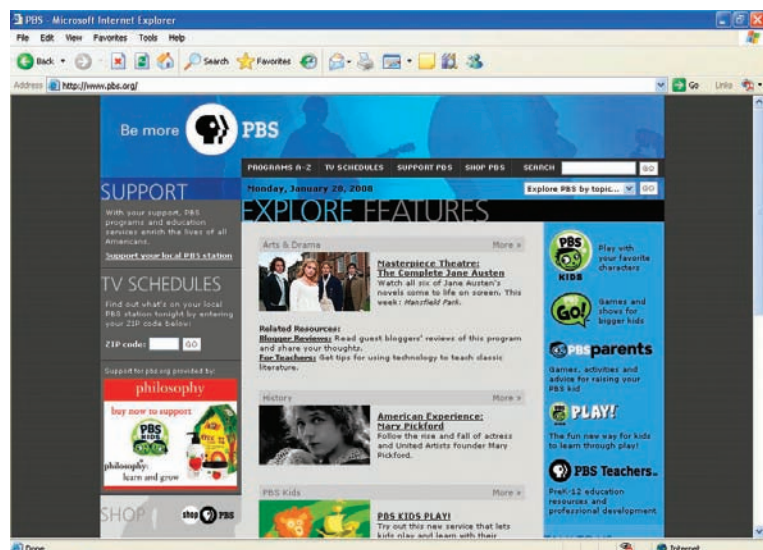 PBS - Microsoft Internet Explorer
File Edit View Favorites Tools Help
Back Search Favorites
Address http://www.pbs.org/ Go Links
Be more PBS
PROGRAMS A-Z TV SCHEDULES SUPPORT PBS SHOP PBS SEARCH GO
Monday, January 28, 2008 Explore PBS by topic... GO
SUPPORT
With your support, PBS
programs and education
services enrich the lives of all
Americans.
Support your local PBS station
TV SCHEDULES
Find out what's on your local
PBS station tonight by entering
your ZIP code below:
ZIP code: GO
Support for pbs.org provided by:
philosophy
buy now to support
PBS
KIDS
philosophy:
learn and grow
SHOP shop PBS
EXPLORE FEATURES
Arts & Drama More »
Masterpiece Theatre:
The Complete Jane Austen
Watch all six of Jane Austen's
novels come to life on screen. This
week: Mansfield Park.
Related Resources:
Blogger Reviews: Read guest bloggers' reviews of this program
and share your thoughts.
For Teachers: Get tips for using technology to teach classic
literature.
History More »
American Experience:
Mary Pickford
Follow the rise and fall of actress
and United Artists founder Mary
Pickford.
PBS Kids More »
PBS KIDS PLAY!
Try out this new service that lets
kids play and learn with their
PBS
KIDS
Play with
your favorite
characters
PBS
KIDS
GO!
Games and
shows for
bigger kids
PBS parents
Games, activities and
advice for raising your
PBS kid
PBS
KIDS
PLAY!
The fun new way for kids
to learn through play!
PBS Teachers
PreK-12 education
resources and
professional development
Done Internet